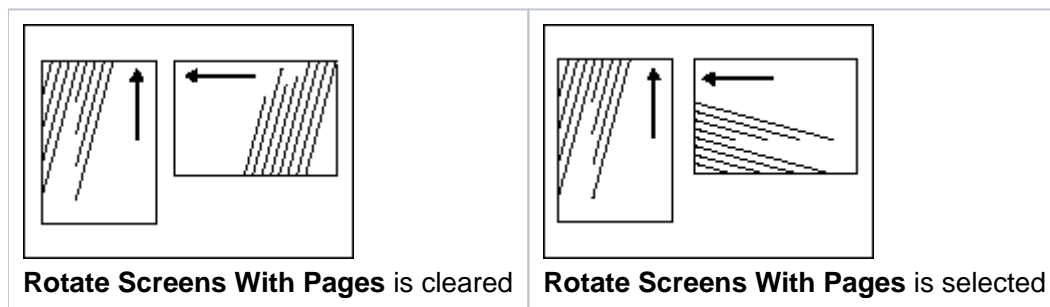 Rotate Screens With Pages is cleared
Rotate Screens With Pages is selected